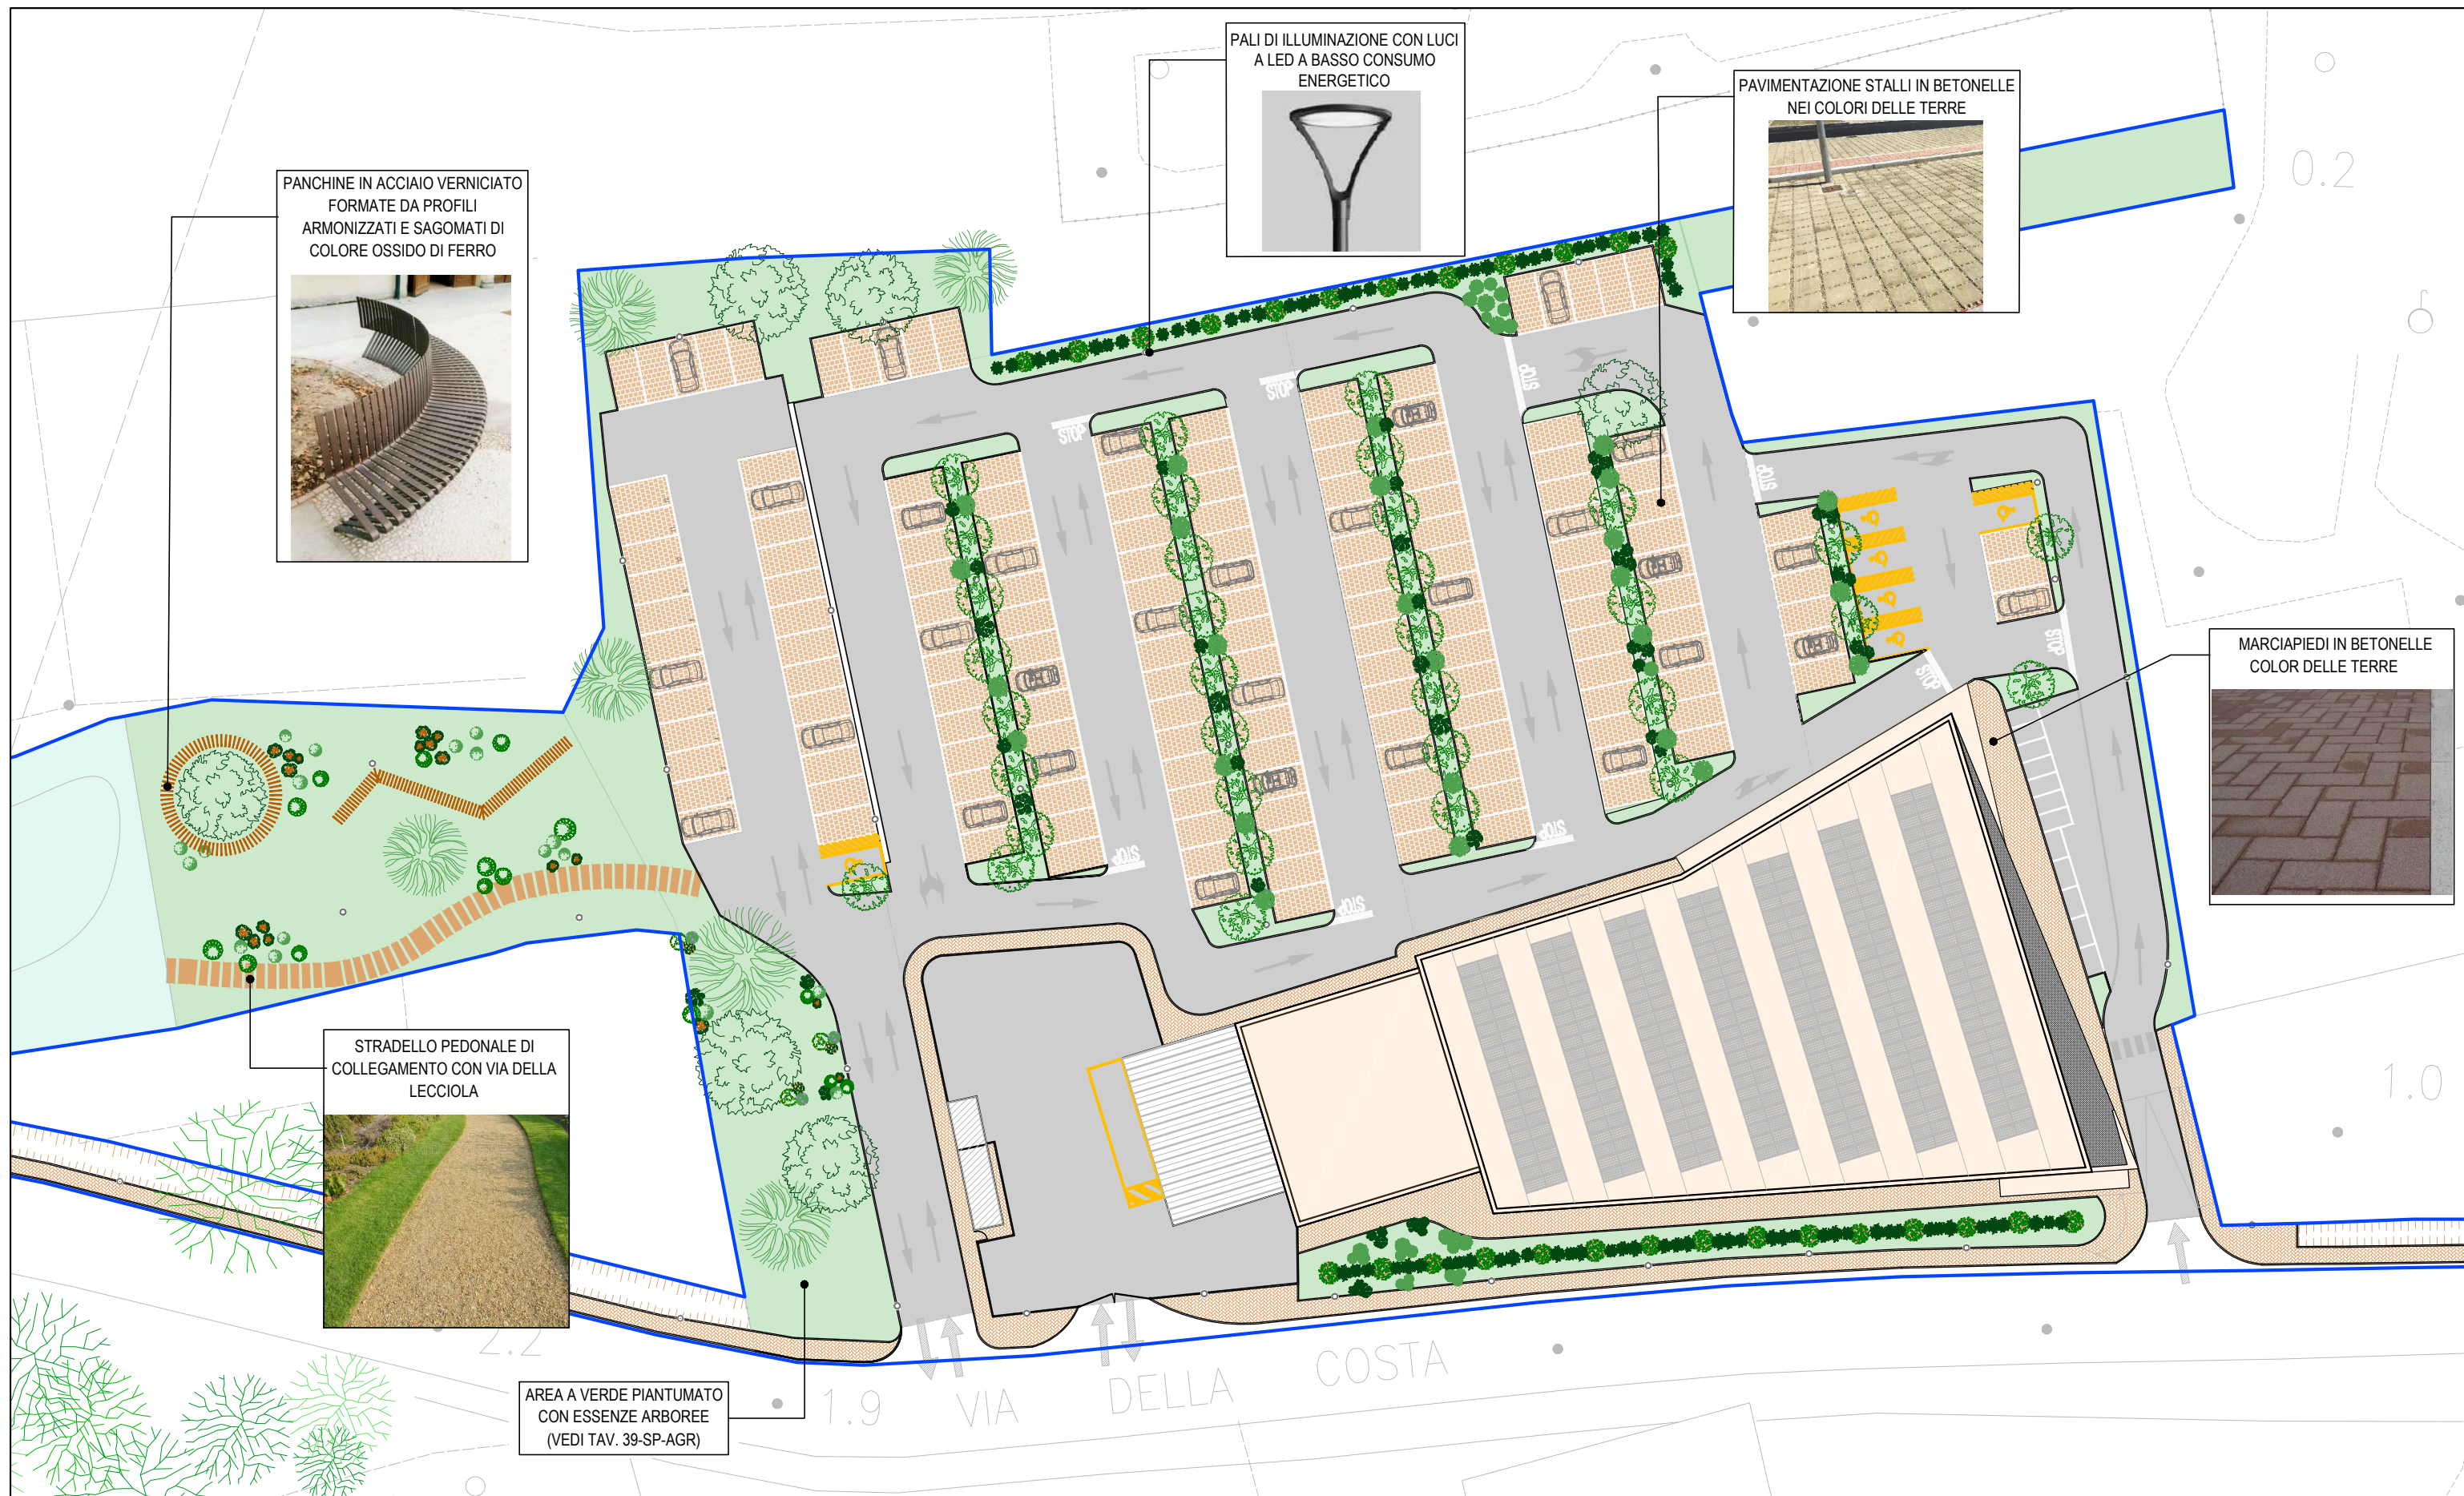 PALI DI ILLUMINAZIONE CON LUCI
A LED A BASSO CONSUMO
ENERGETICO
PAVIMENTAZIONE STALLI IN BETONELLE
NEI COLORI DELLE TERRE
0.2
PANCHINE IN ACCIAIO VERNICIATO
FORMATE DA PROFILI
ARMONIZZATI E SAGOMATI DI
COLORE OSSIDO DI FERRO
STOP
STOP
STOP
STOP
STOP
STOP
STOP
STOP
STOP
MARCIAPIEDI IN BETONELLE
COLOR DELLE TERRE
STRADELLO PEDONALE DI
COLLEGAMENTO CON VIA DELLA
LECCIOLA
1.0
2.2
AREA A VERDE PIANTUMATO
CON ESSENZE ARBOREE
(VEDI TAV. 39-SP-AGR)
1.9 VIA DELLA COSTA